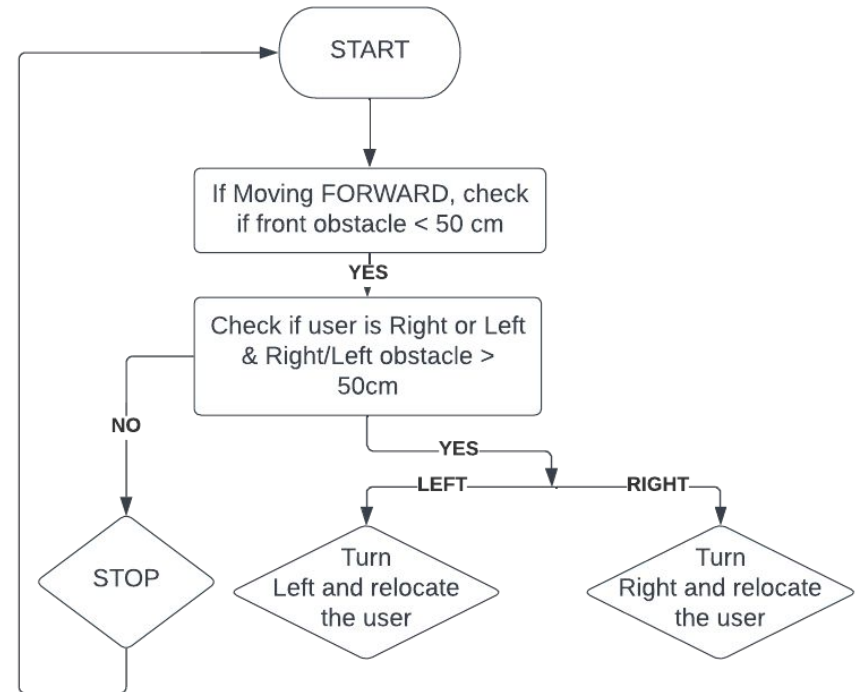 START
If Moving FORWARD, check
if front obstacle < 50 cm
YES
Check if user is Right or Left
& Right/Left obstacle >
50cm
NO
YES
LEFT
RIGHT
STOP
Turn
Left and relocate
the user
Turn
Right and relocate
the user